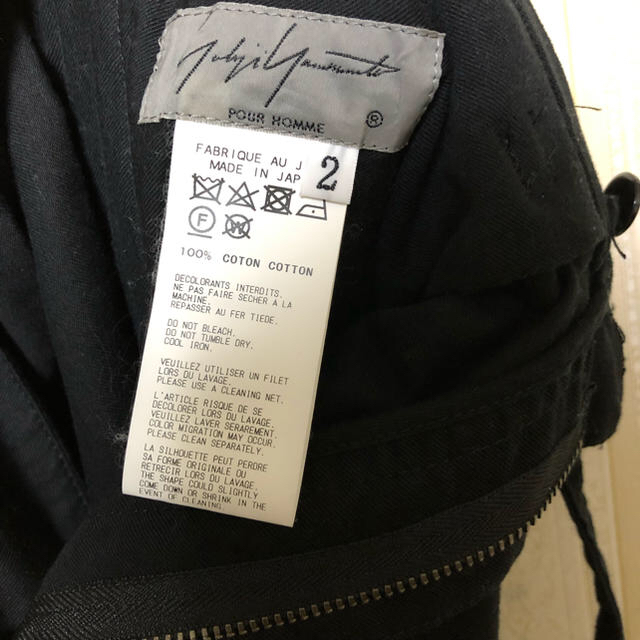 Yohji Yamamoto
POUR HOMME ®
FABRIQUE AU J
MADE IN JAP
2
F W
100% COTON COTTON
DECOLORANTS INTERDITS.
NE PAS FAIRE SECHER A LA
MACHINE.
REPASSER AU FER TIEDE.
DO NOT BLEACH.
DO NOT TUMBLE DRY.
COOL IRON.
VEUILLEZ UTILISER UN FILET
LORS DU LAVAGE.
PLEASE USE A CLEANING NET.
L'ARTICLE RISQUE DE SE
DECOLORER LORS DU LAVAGE.
VEUILLEZ LAVER SERAREMENT.
COLOR MIGRATION MAY OCCUR.
PLEASE CLEAN SEPARATELY.
LA SILHOUETTE PEUT PERDRE
SA FORME ORIGINALE OU
RETRECIR LORS DU LAVAGE.
THE SHAPE COULD SLIGHTLY
COME DOWN OR SHRINK IN THE
EVENT OF CLEANING